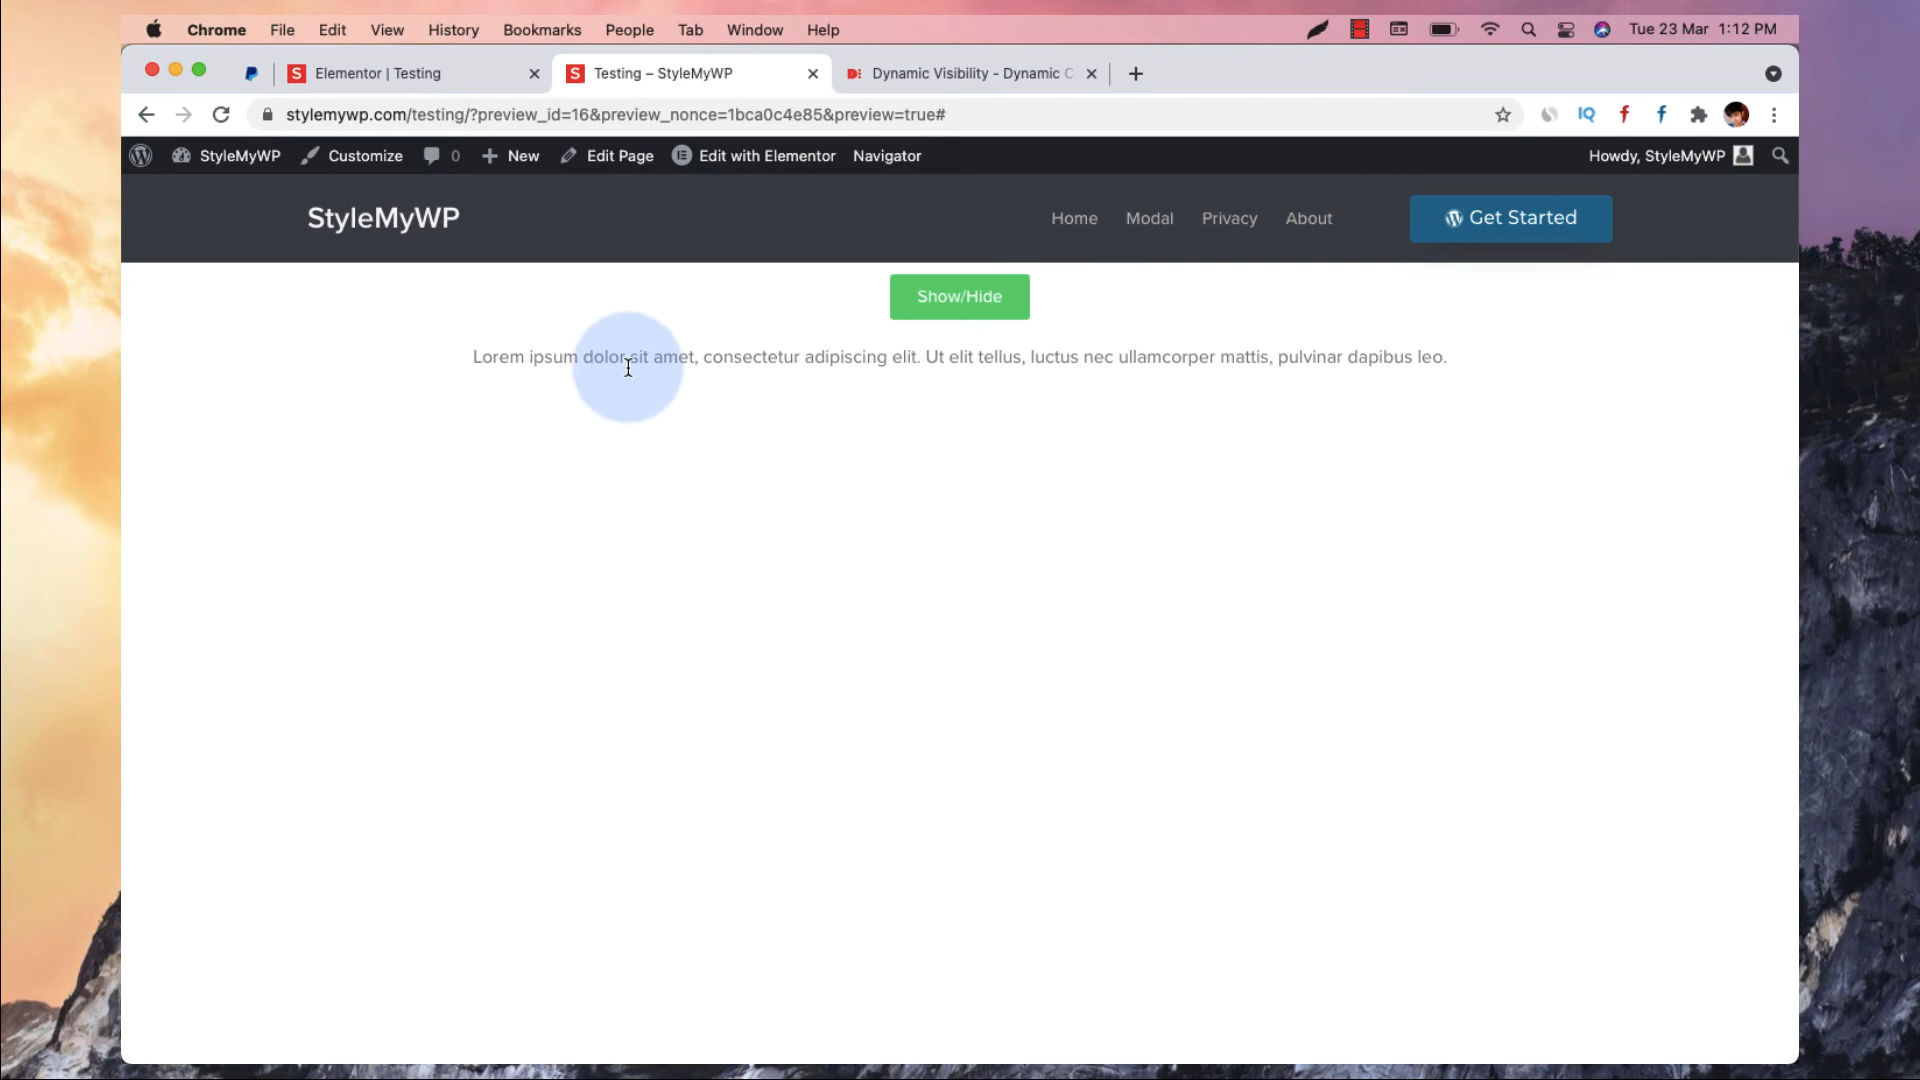 Chrome File Edit View History Bookmarks People Tab Window Help Tue 23 Mar 1:12 PM
Elementor | Testing Testing – StyleMyWP Dynamic Visibility - Dynamic C
stylemywp.com/testing/?preview_id=16&preview_nonce=1bca0c4e85&preview=true# IQ
StyleMyWP Customize 0 New Edit Page Edit with Elementor Navigator Howdy, StyleMyWP
StyleMyWP Home Modal Privacy About Get Started
Show/Hide
Lorem ipsum dolor sit amet, consectetur adipiscing elit. Ut elit tellus, luctus nec ullamcorper mattis, pulvinar dapibus leo.